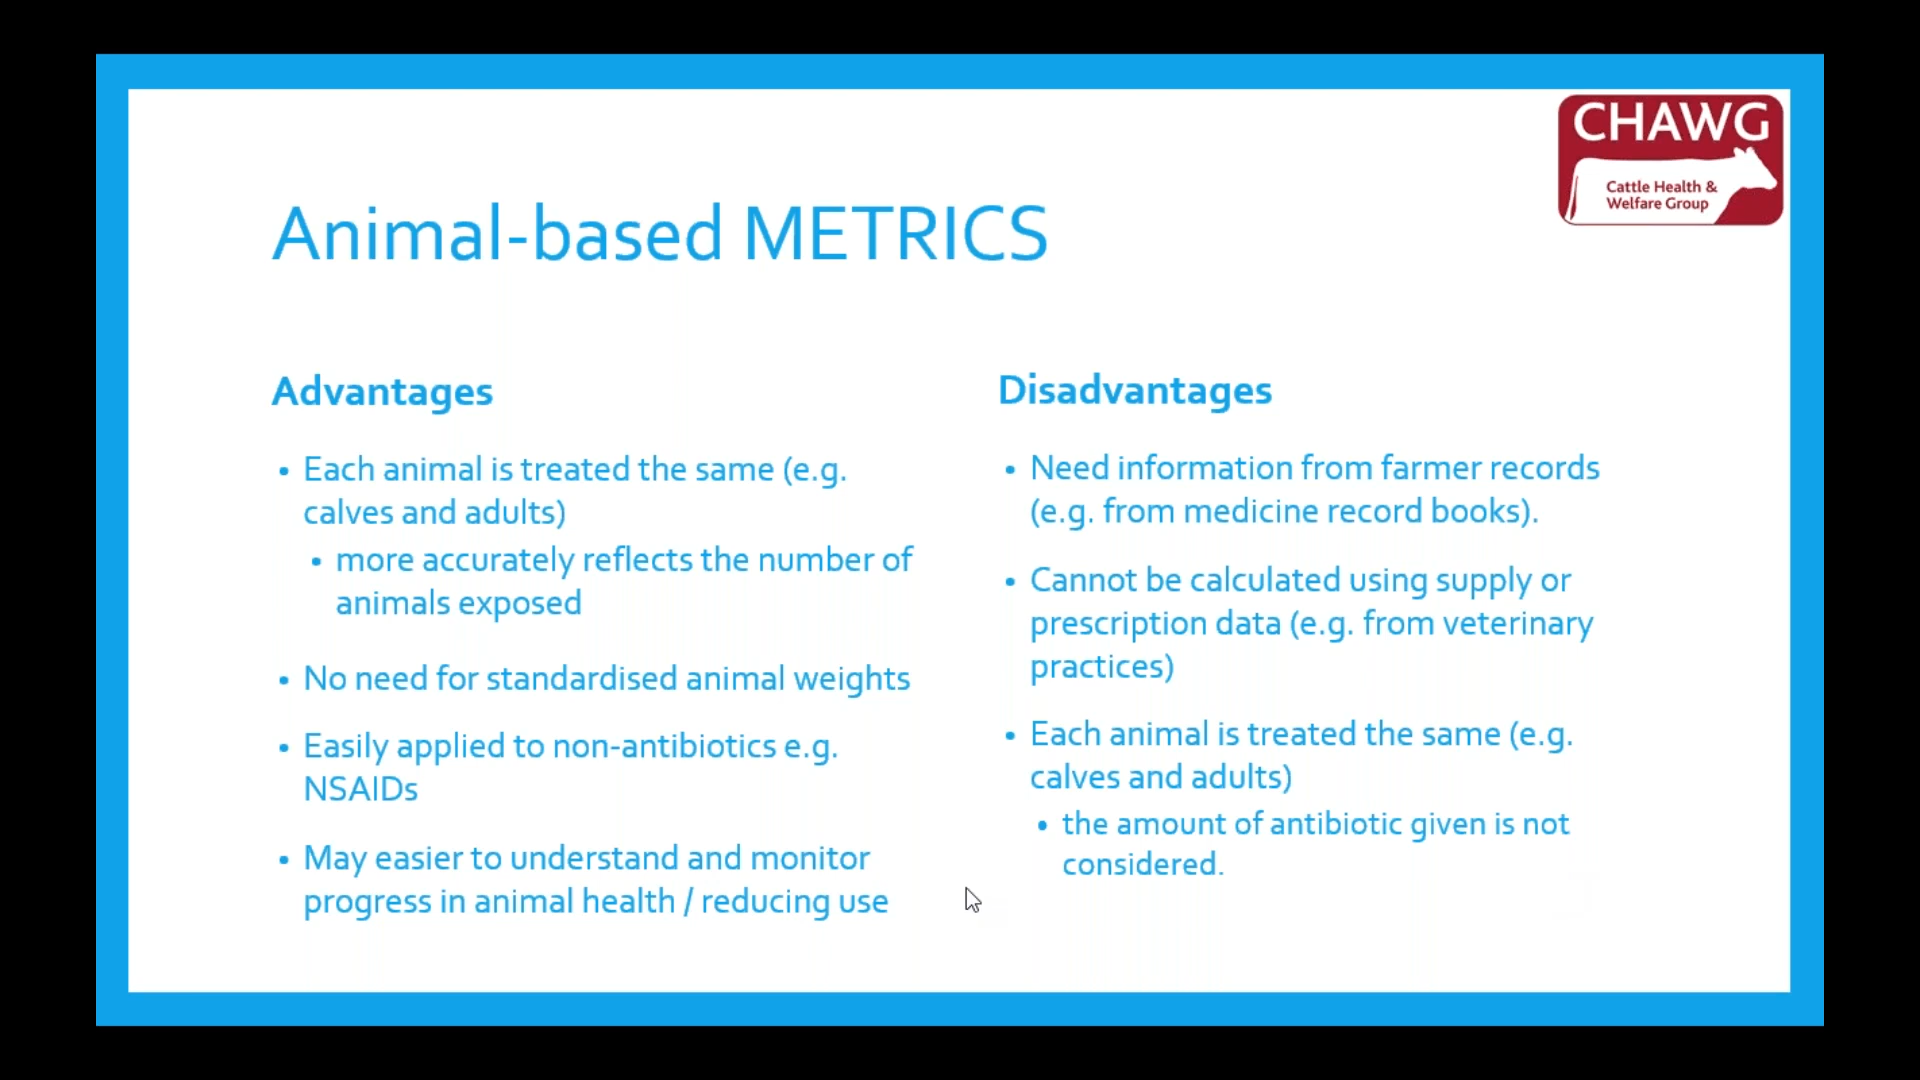 CHAWG
Cattle Health &
Welfare Group
Animal-based METRICS
Advantages
• Each animal is treated the same (e.g.
calves and adults)
• more accurately reflects the number of
animals exposed
• No need for standardised animal weights
• Easily applied to non-antibiotics e.g.
NSAIDs
• May easier to understand and monitor
progress in animal health / reducing use
Disadvantages
• Need information from farmer records
(e.g. from medicine record books).
• Cannot be calculated using supply or
prescription data (e.g. from veterinary
practices)
• Each animal is treated the same (e.g.
calves and adults)
• the amount of antibiotic given is not
considered.